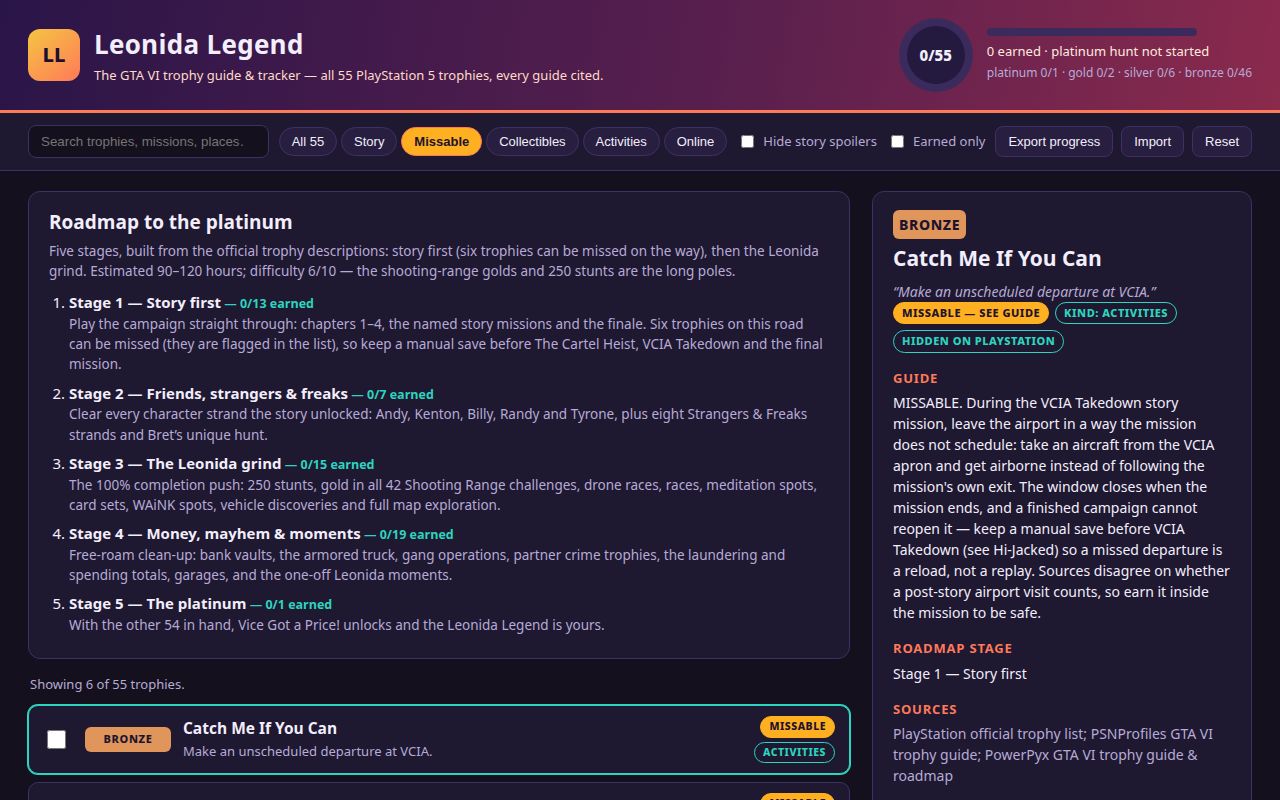 LL
Leonida Legend
The GTA VI trophy guide & tracker — all 55 PlayStation 5 trophies, every guide cited.
0/55
0 earned · platinum hunt not started
platinum 0/1 · gold 0/2 · silver 0/6 · bronze 0/46
Search trophies, missions, places.
All 55
Story
Missable
Collectibles
Activities
Online
Hide story spoilers
Earned only
Export progress
Import
Reset
Roadmap to the platinum
Five stages, built from the official trophy descriptions: story first (six trophies can be missed on the way), then the Leonida
grind. Estimated 90–120 hours; difficulty 6/10 — the shooting-range golds and 250 stunts are the long poles.
1. Stage 1 — Story first — 0/13 earned
Play the campaign straight through: chapters 1–4, the named story missions and the finale. Six trophies on this road
can be missed (they are flagged in the list), so keep a manual save before The Cartel Heist, VCIA Takedown and the final
mission.
2. Stage 2 — Friends, strangers & freaks — 0/7 earned
Clear every character strand the story unlocked: Andy, Kenton, Billy, Randy and Tyrone, plus eight Strangers & Freaks
strands and Bret's unique hunt.
3. Stage 3 — The Leonida grind — 0/15 earned
The 100% completion push: 250 stunts, gold in all 42 Shooting Range challenges, drone races, races, meditation spots,
card sets, WAiNK spots, vehicle discoveries and full map exploration.
4. Stage 4 — Money, mayhem & moments — 0/19 earned
Free-roam clean-up: bank vaults, the armored truck, gang operations, partner crime trophies, the laundering and
spending totals, garages, and the one-off Leonida moments.
5. Stage 5 — The platinum — 0/1 earned
With the other 54 in hand, Vice Got a Price! unlocks and the Leonida Legend is yours.
Showing 6 of 55 trophies.
BRONZE
Catch Me If You Can
Make an unscheduled departure at VCIA.
MISSABLE
ACTIVITIES
BRONZE
Catch Me If You Can
“Make an unscheduled departure at VCIA.”
MISSABLE — SEE GUIDE
KIND: ACTIVITIES
HIDDEN ON PLAYSTATION
GUIDE
MISSABLE. During the VCIA Takedown story
mission, leave the airport in a way the mission
does not schedule: take an aircraft from the VCIA
apron and get airborne instead of following the
mission's own exit. The window closes when the
mission ends, and a finished campaign cannot
reopen it — keep a manual save before VCIA
Takedown (see Hi-Jacked) so a missed departure is
a reload, not a replay. Sources disagree on whether
a post-story airport visit counts, so earn it inside
the mission to be safe.
ROADMAP STAGE
Stage 1 — Story first
SOURCES
PlayStation official trophy list; PSNProfiles GTA VI
trophy guide; PowerPyx GTA VI trophy guide &
roadmap